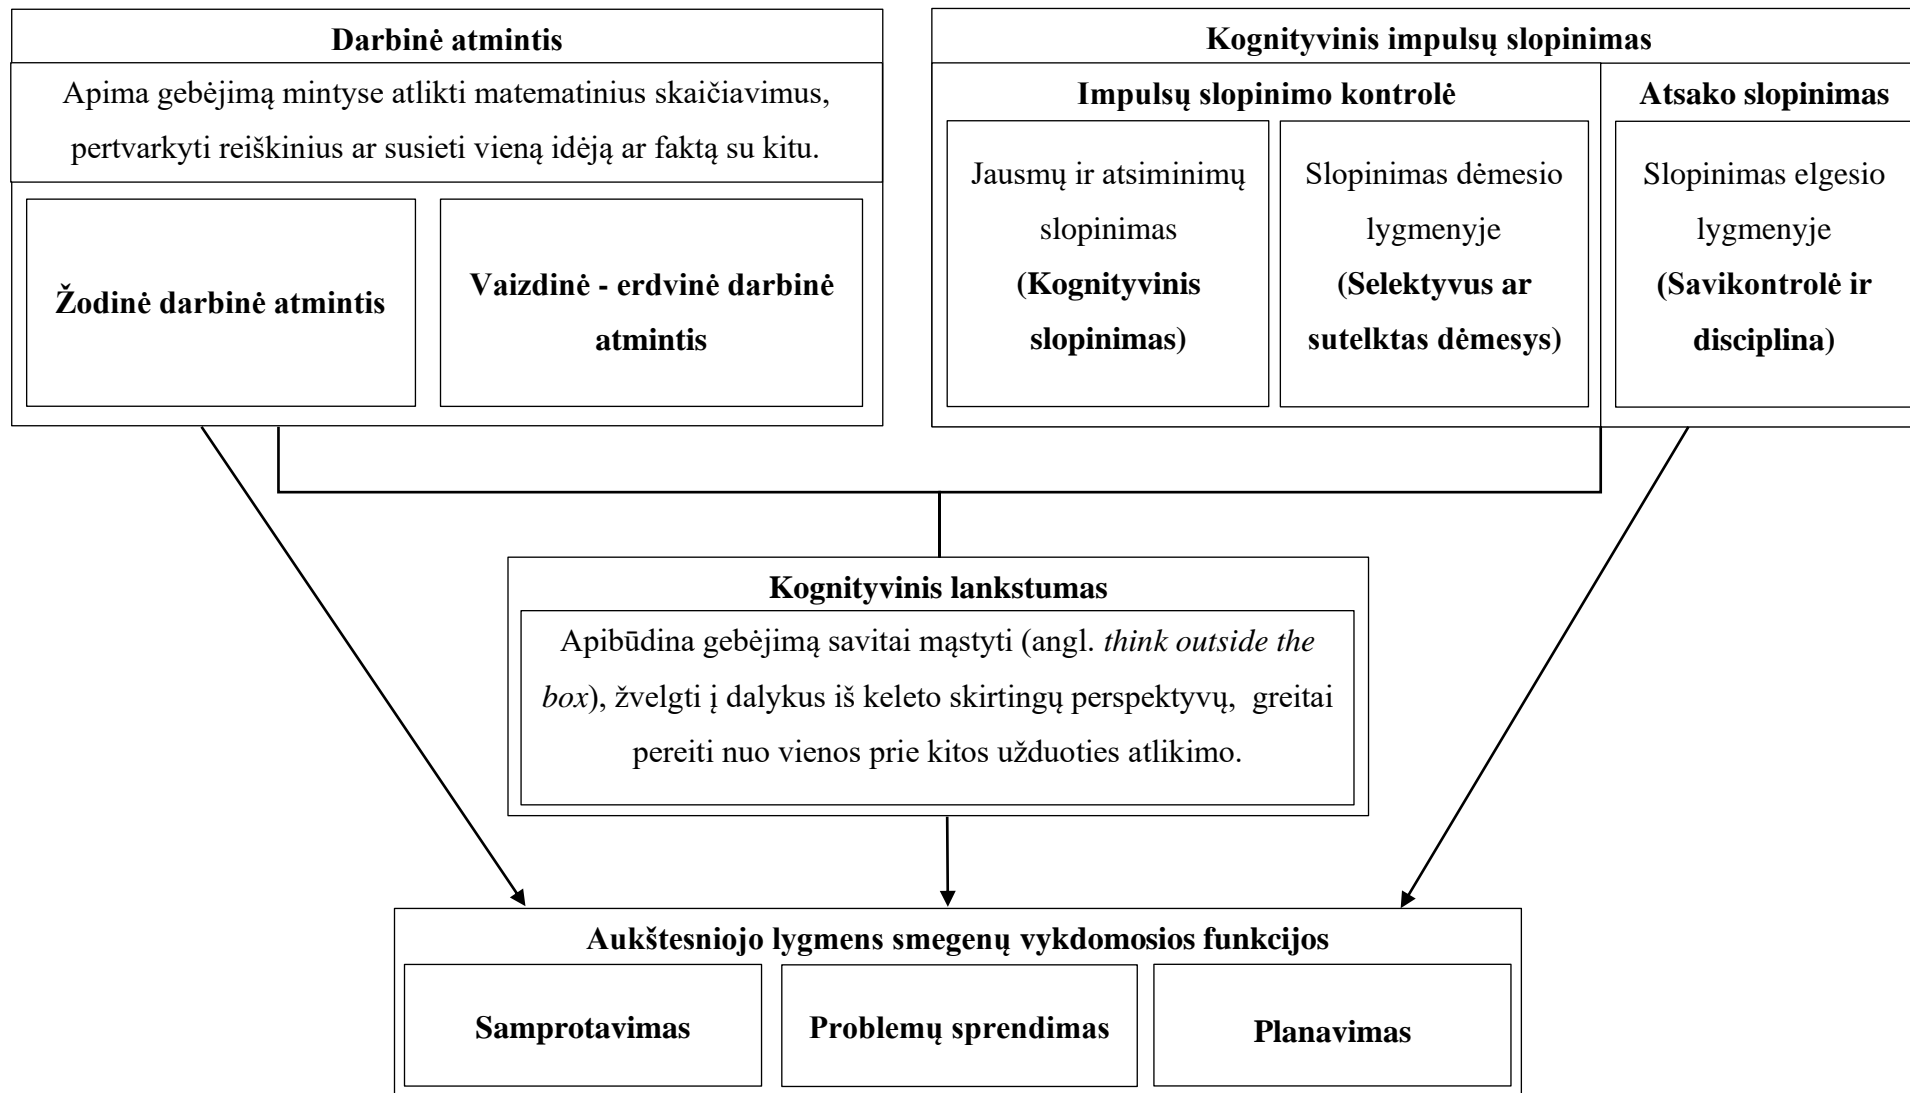 Darbinė atmintis
Apima gebėjimą mintyse atlikti matematinius skaičiavimus,
pertvarkyti reiškinius ar susieti vieną idėją ar faktą su kitu.
Žodinė darbinė atmintis
Vaizdinė - erdvinė darbinė
atmintis
Kognityvinis impulsų slopinimas
Impulsų slopinimo kontrolė
Jausmų ir atsiminimų
slopinimas
(Kognityvinis
slopinimas)
Slopinimas dėmesio
lygmenyje
(Selektyvus ar
sutelktas dėmesys)
Atsako slopinimas
Slopinimas elgesio
lygmenyje
(Savikontrolė ir
disciplina)
Kognityvinis lankstumas
Apibūdina gebėjimą savitai mąstyti (angl. think outside the
box), žvelgti į dalykus iš keleto skirtingų perspektyvų, greitai
pereiti nuo vienos prie kitos užduoties atlikimo.
Aukštesniojo lygmens smegenų vykdomosios funkcijos
Samprotavimas
Problemų sprendimas
Planavimas